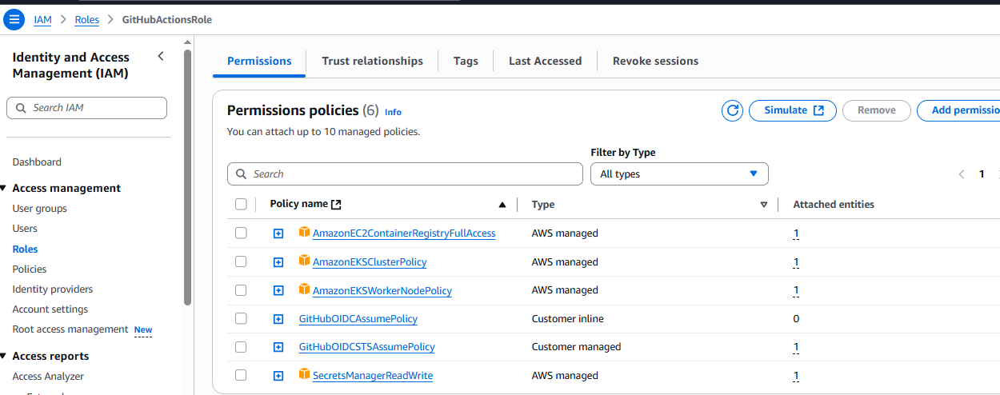 IAM > Roles > GitHubActionsRole
Identity and Access
Management (IAM)
Search IAM
Dashboard
Access management
User groups
Users
Roles
Policies
Identity providers
Account settings
Root access management New
Access reports
Access Analyzer
Permissions Trust relationships Tags Last Accessed Revoke sessions
Permissions policies (6) Info
Simulate Remove Add permissio
You can attach up to 10 managed policies.
Filter by Type
Search All types 1
Policy name Type Attached entities
AmazonEC2ContainerRegistryFullAccess AWS managed 1
AmazonEKSClusterPolicy AWS managed 1
AmazonEKSWorkerNodePolicy AWS managed 1
GitHubOIDCAssumePolicy Customer inline 0
GitHubOIDCSTSAssumePolicy Customer managed 1
SecretsManagerReadWrite AWS managed 1